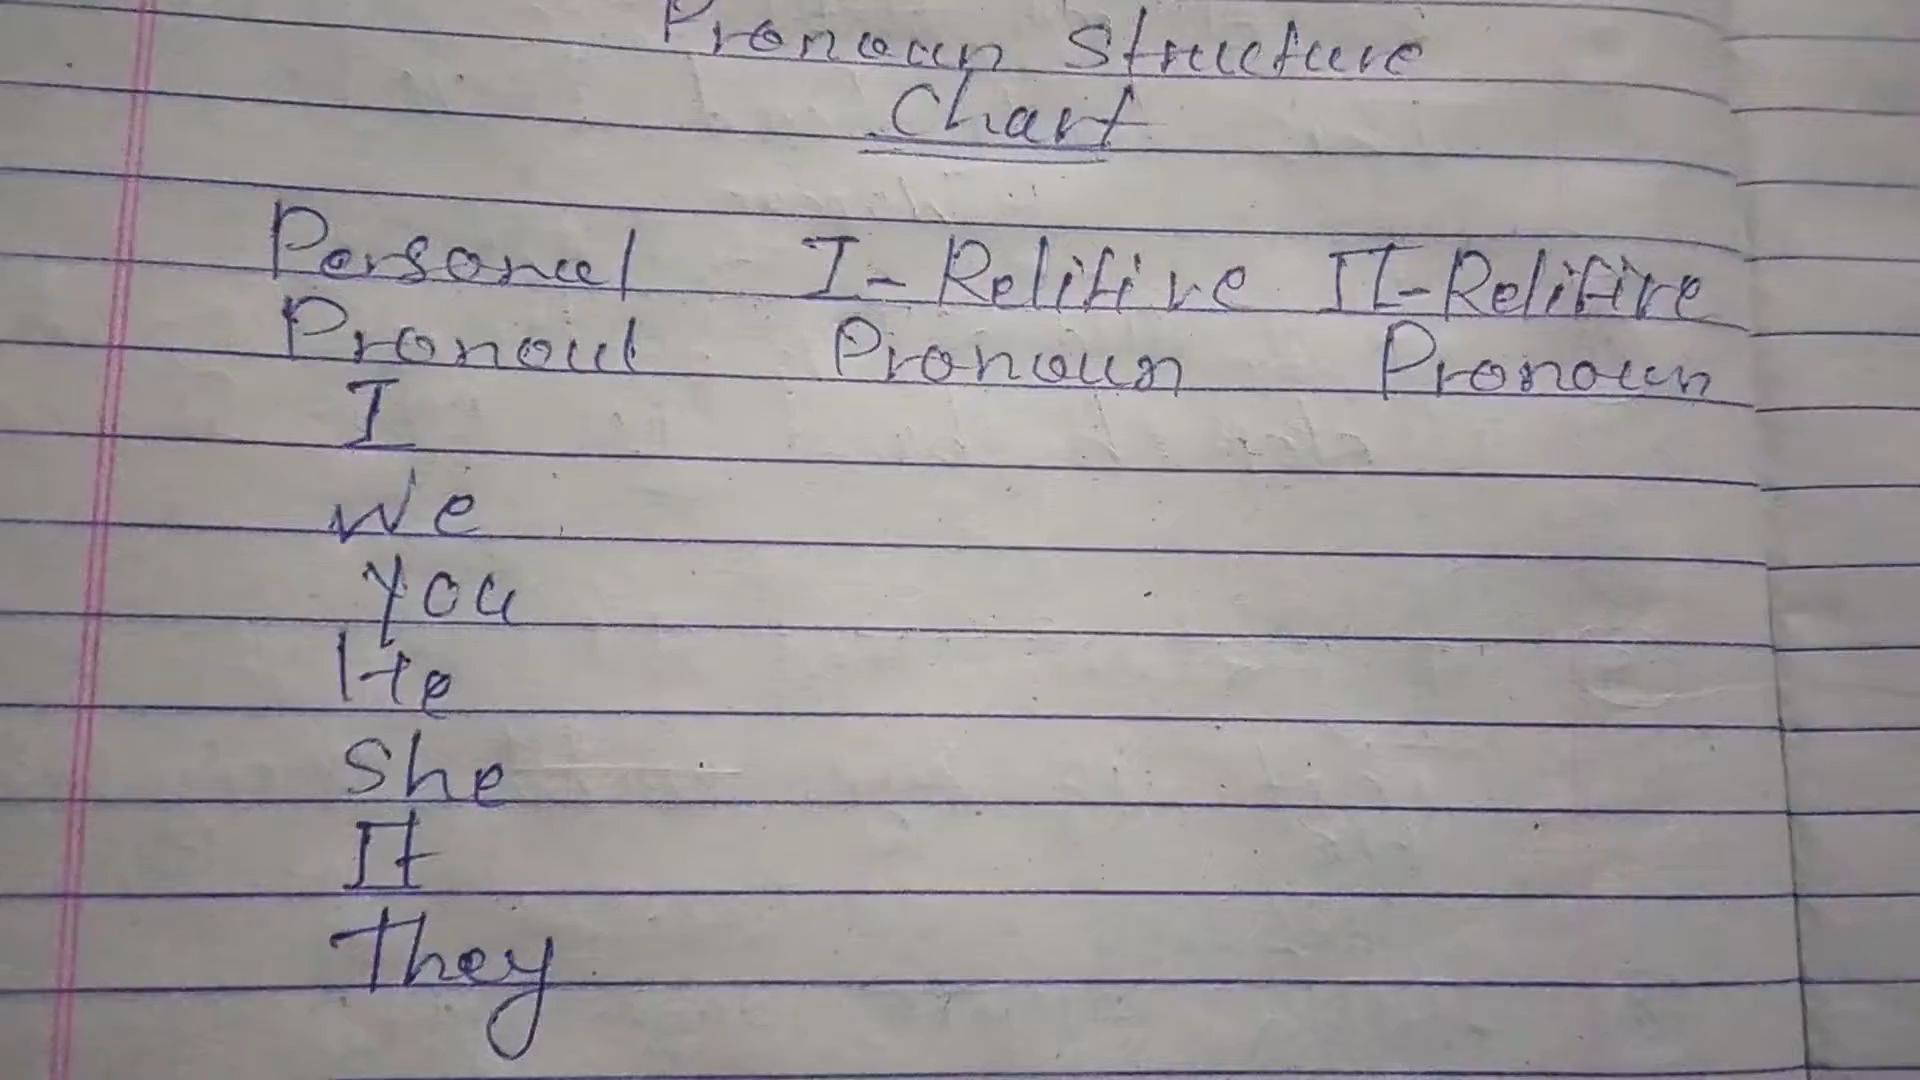 Pronoun Structure
Chart
Personal I-Relitive II-Relitive
Pronoul Pronoun Pronoun
I
We
You
He
She
It
They